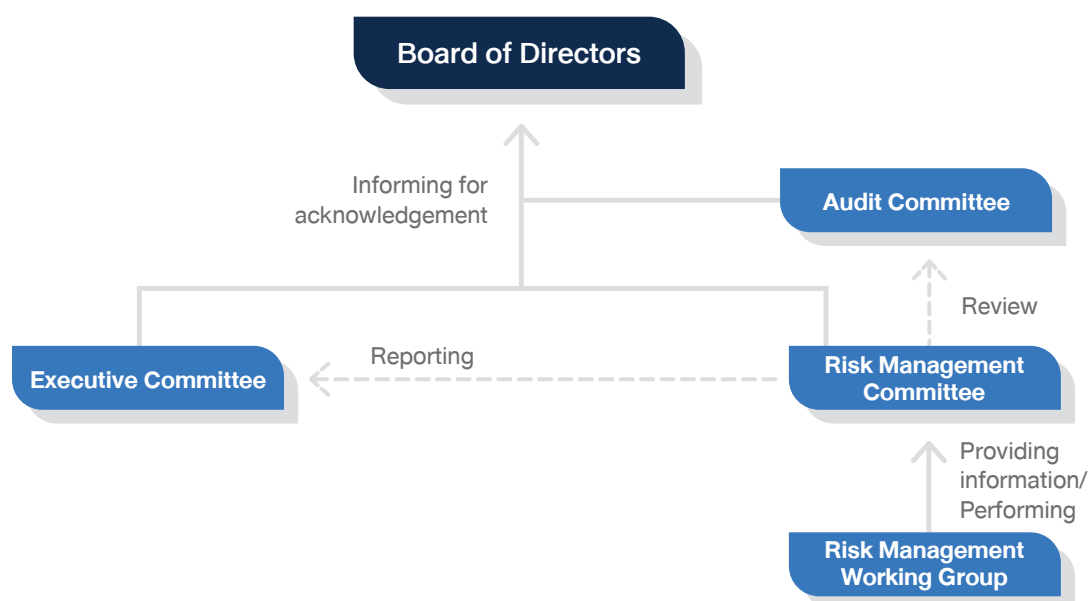 Board of Directors
Informing for
acknowledgement
Audit Committee
Review
Executive Committee
Reporting
Risk Management
Committee
Providing
information/
Performing
Risk Management
Working Group